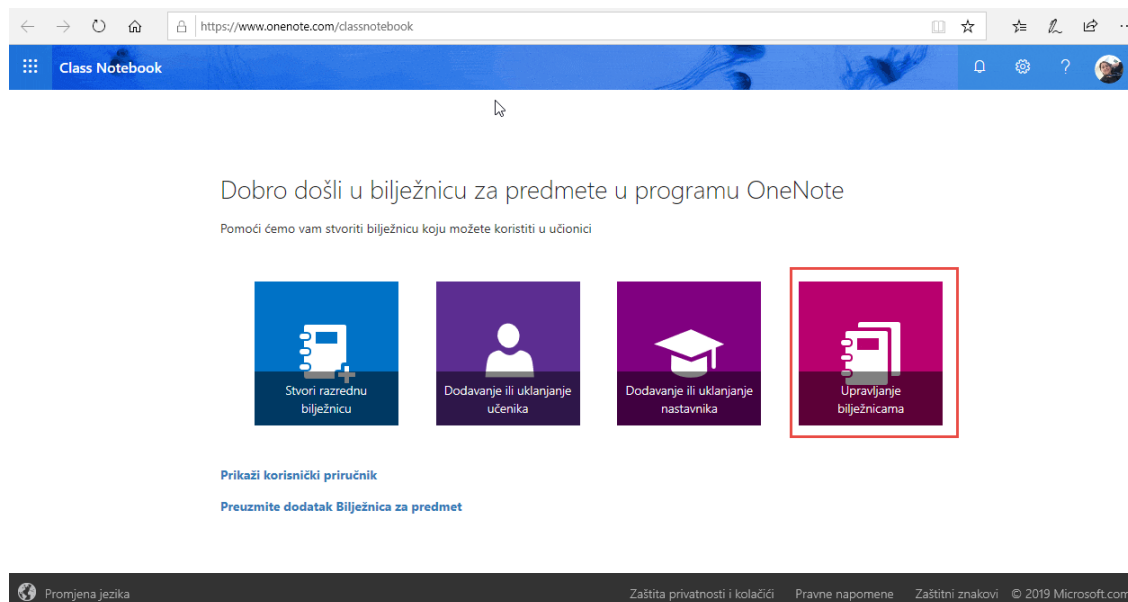 https://www.onenote.com/classnotebook
Class Notebook
?
Dobro došli u bilježnicu za predmete u programu OneNote
Pomoći ćemo vam stvoriti bilježnicu koju možete koristiti u učionici
Stvori razrednu
bilježnicu
Dodavanje ili uklanjanje
učenika
Dodavanje ili uklanjanje
nastavnika
Upravljanje
bilježnicama
Prikaži korisnički priručnik
Preuzmite dodatak Bilježnica za predmet
Promjena jezika Zaštita privatnosti i kolačići Pravne napomene Zaštitni znakovi © 2019 Microsoft.com